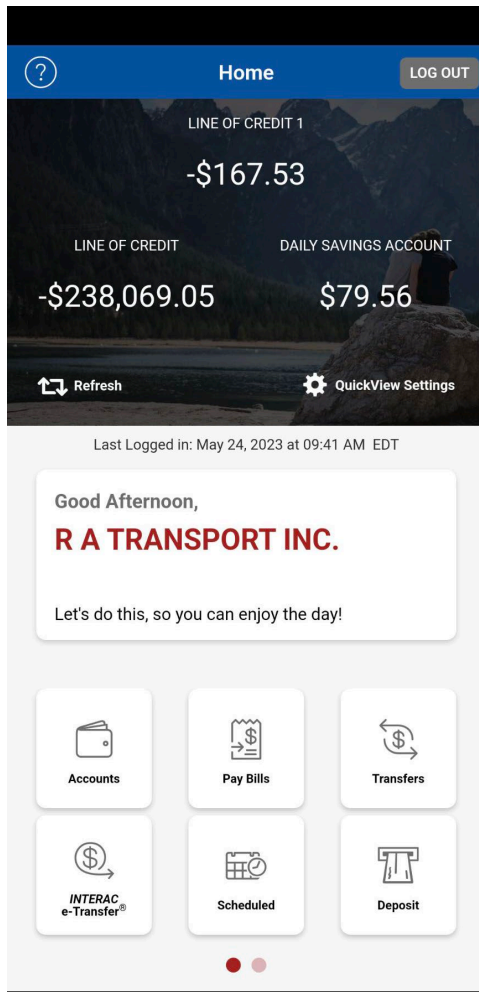 ?
Home
LOG OUT
LINE OF CREDIT 1
-$167.53
LINE OF CREDIT
-$238,069.05
DAILY SAVINGS ACCOUNT
$79.56
Refresh
QuickView Settings
Last Logged in: May 24, 2023 at 09:41 AM EDT
Good Afternoon,
R A TRANSPORT INC.
Let's do this, so you can enjoy the day!
Accounts
Pay Bills
Transfers
INTERAC
e-Transfer®
Scheduled
Deposit